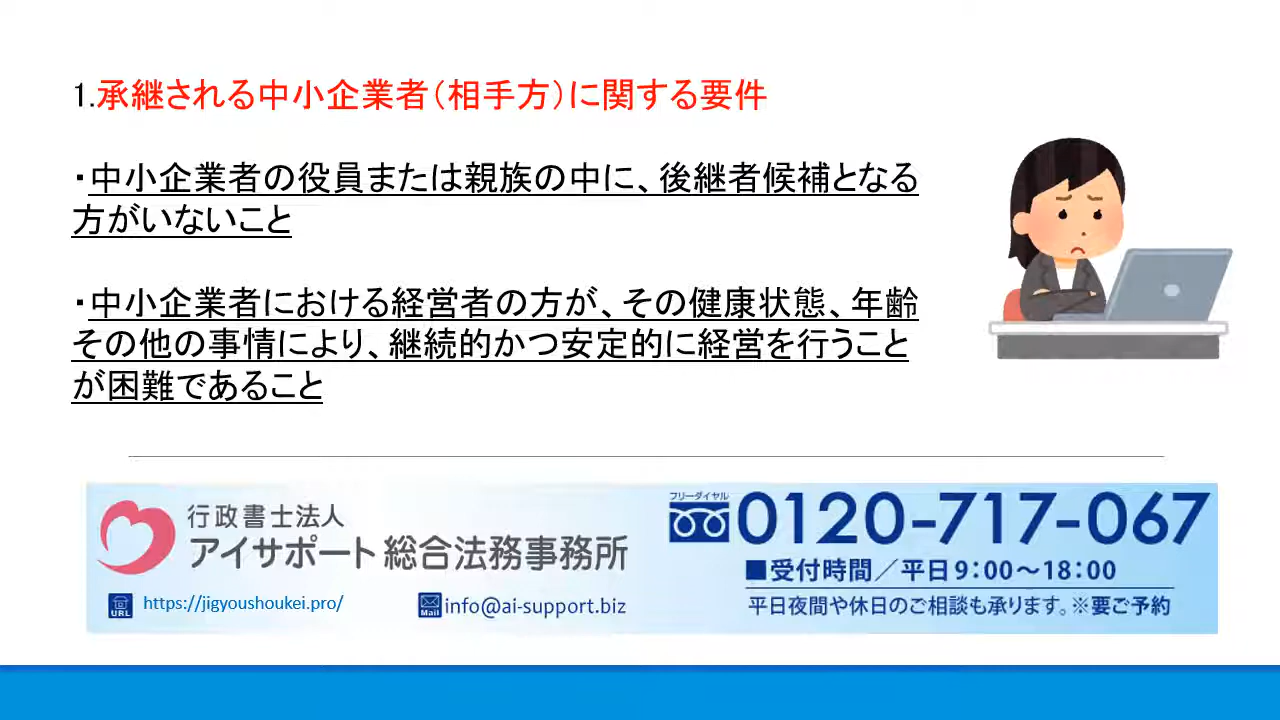 1.承継される中小企業者（相手方）に関する要件
・中小企業者の役員または親族の中に、後継者候補となる
方がいないこと
・中小企業者における経営者の方が、その健康状態、年齢
その他の事情により、継続的かつ安定的に経営を行うこと
が困難であること
行政書士法人
アイサポート 総合法務事務所
URL https://jigyoushoukei.pro/
Mail info@ai-support.biz
フリーダイヤル
0120-717-067
■受付時間／平日9：00～18：00
平日夜間や休日のご相談も承ります。※要ご予約